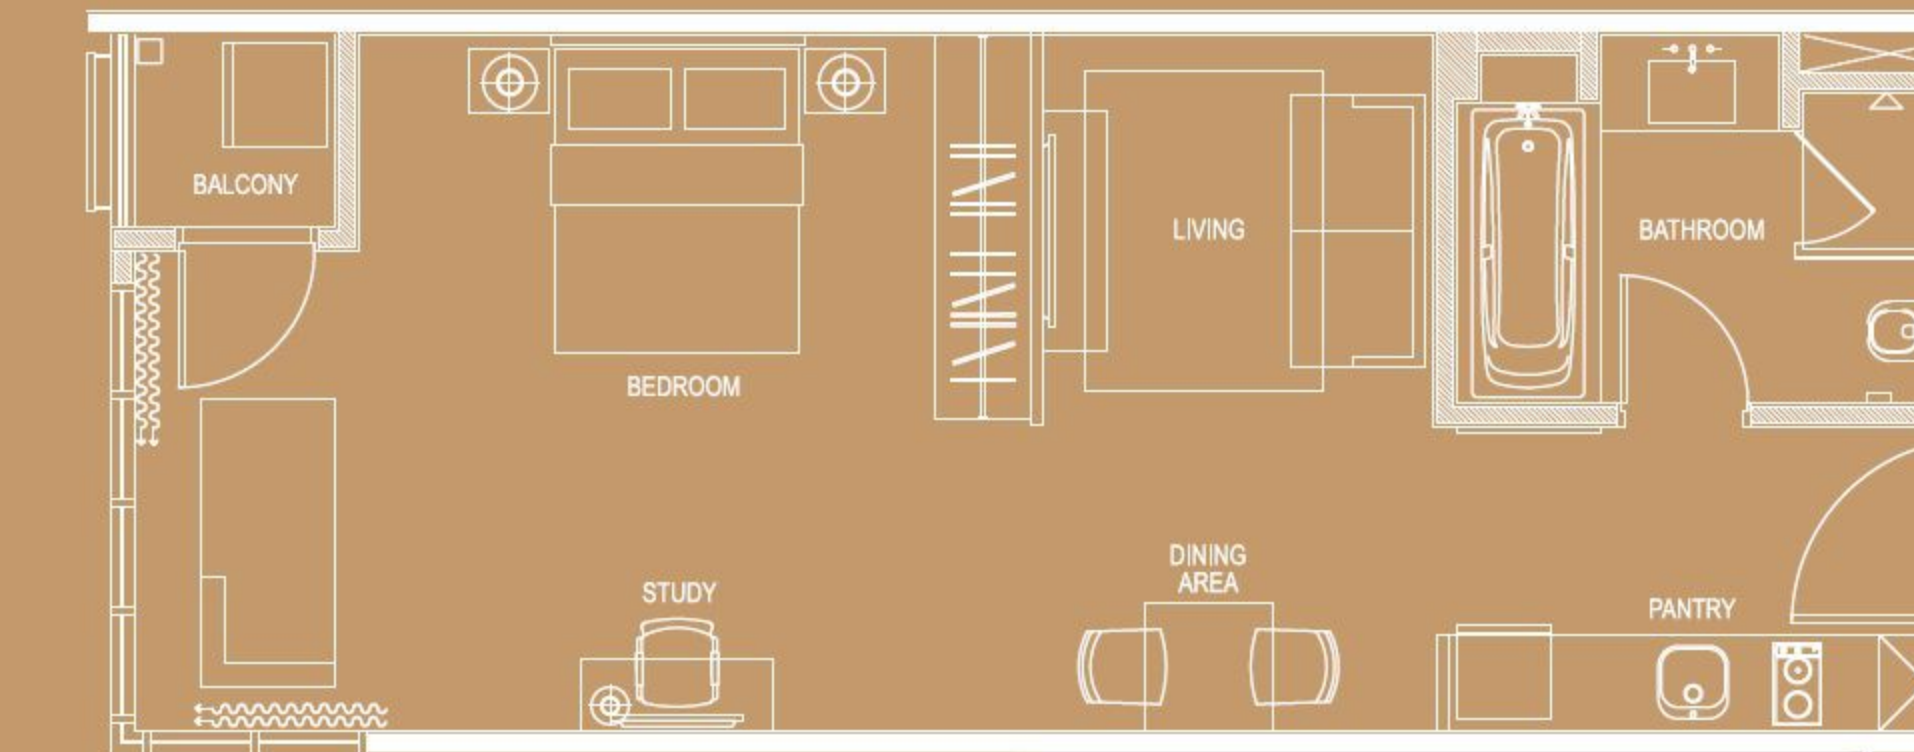 BALCONY
LIVING
BATHROOM
BEDROOM
DINING
AREA
STUDY
PANTRY